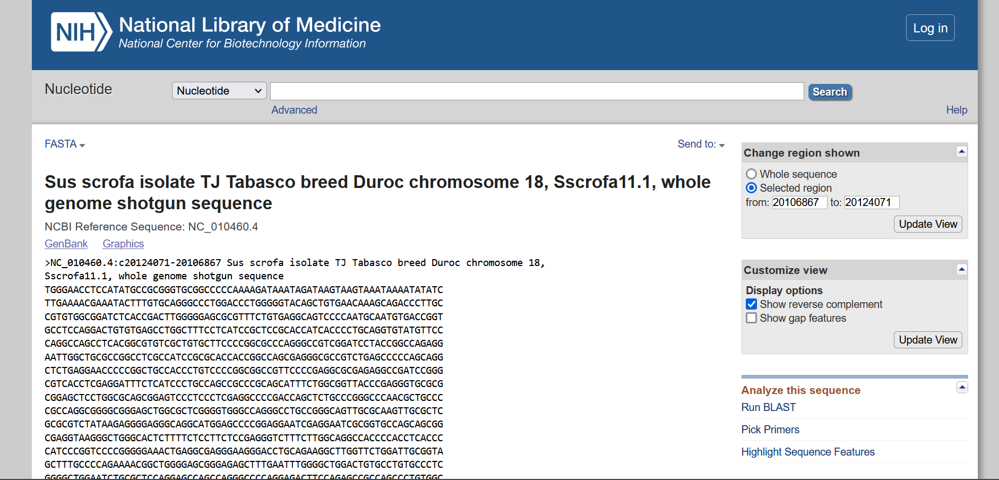 NIH National Library of Medicine
National Center for Biotechnology Information
Log in
Nucleotide
Nucleotide
Search
Advanced
Help
FASTA
Send to:
Sus scrofa isolate TJ Tabasco breed Duroc chromosome 18, Sscrofa11.1, whole
genome shotgun sequence
NCBI Reference Sequence: NC_010460.4
GenBank Graphics
>NC_010460.4:c20124071-20106867 Sus scrofa isolate TJ Tabasco breed Duroc chromosome 18,
Sscrofa11.1, whole genome shotgun sequence
TGGGAACCTCCATATGCCGCGGGTGCGGCCCCCAAAAGATAAATAGATAAGTAAGTAAATAAAATATATC
TTGAAAACGAAATACTTTGTGCAGGGCCCTGGACCCTGGGGGTACAGCTGTGAACAAAGCAGACCCTTGC
CGTGTGGCGGATCTCACCGACTTGGGGGAGCGCGTTTCTGTGAGGCAGTCCCCAATGCAATGTGACCGGT
GCCTCCAGGACTGTGTGAGCCTGGCTTTCCTCATCCGCTCCGCACCATCACCCCTGCAGGTGTATGTTCC
CAGGCCAGCCTCACGGCGTGTCGCTGTGCTTCCCCGGCGCCCAGGGCCGTCGGATCCTACCGGCCAGAGG
AATTGGCTGCGCCGGCCTCGCCATCCGCGCACCACCGGCCAGCGAGGGCGCCGTCTGAGCCCCCAGCAGG
CTCTGAGGAACCCCCGGCTGCCACCCTGTCCCCGGCGGCCGTTCCCCGAGGCGCGAGAGGCCGATCCGGG
CGTCACCTCGAGGATTTCTCATCCCTGCCAGCCGCCCGCAGCATTTCTGGCGGTTACCCGAGGGTGCGCG
CGGAGCTCCTGGCGCAGCGGAGTCCCTCCCTCGAGGCCCCGACCAGCTCTGCCCGGGCCCAACGCTGCCC
CGCCAGGCGGGGCGGGAGCTGGCGCTCGGGGTGGGCCAGGGCCTGCCGGGCAGTTGCGCAAGTTGCGCTC
GCGCGTCTATAAGAGGGGAGGGCAGGCATGGAGCCCCGGAGGAATCGAGGAATCGCGGTGCCAGCAGCGG
CGAGGTAAGGGCTGGGCACTCTTTTCTCCTTCTCCGAGGGTCTTTCTTGGCAGGCCACCCCACCTCACCC
CATCCCGGTCCCCGGGGGAAACTGAGGCGAGGGAAGGGACCTGCAGAAGGCTTGGTTCTGGATTGCGGTA
GCTTTGCCCCAGAAAACGGCTGGGGAGCGGGAGAGCTTTGAATTTGGGGCTGGACTGTGCCTGTGCCCTC
GGGGCTGGAATCTGCGCTCCAGGAGCCAGCCAGGGCCCCAGGAGACTTCCAGAGCCGCCAGCCCTGTGGC
Change region shown
Whole sequence
Selected region
from: 20106867 to: 20124071
Update View
Customize view
Display options
Show reverse complement
Show gap features
Update View
Analyze this sequence
Run BLAST
Pick Primers
Highlight Sequence Features